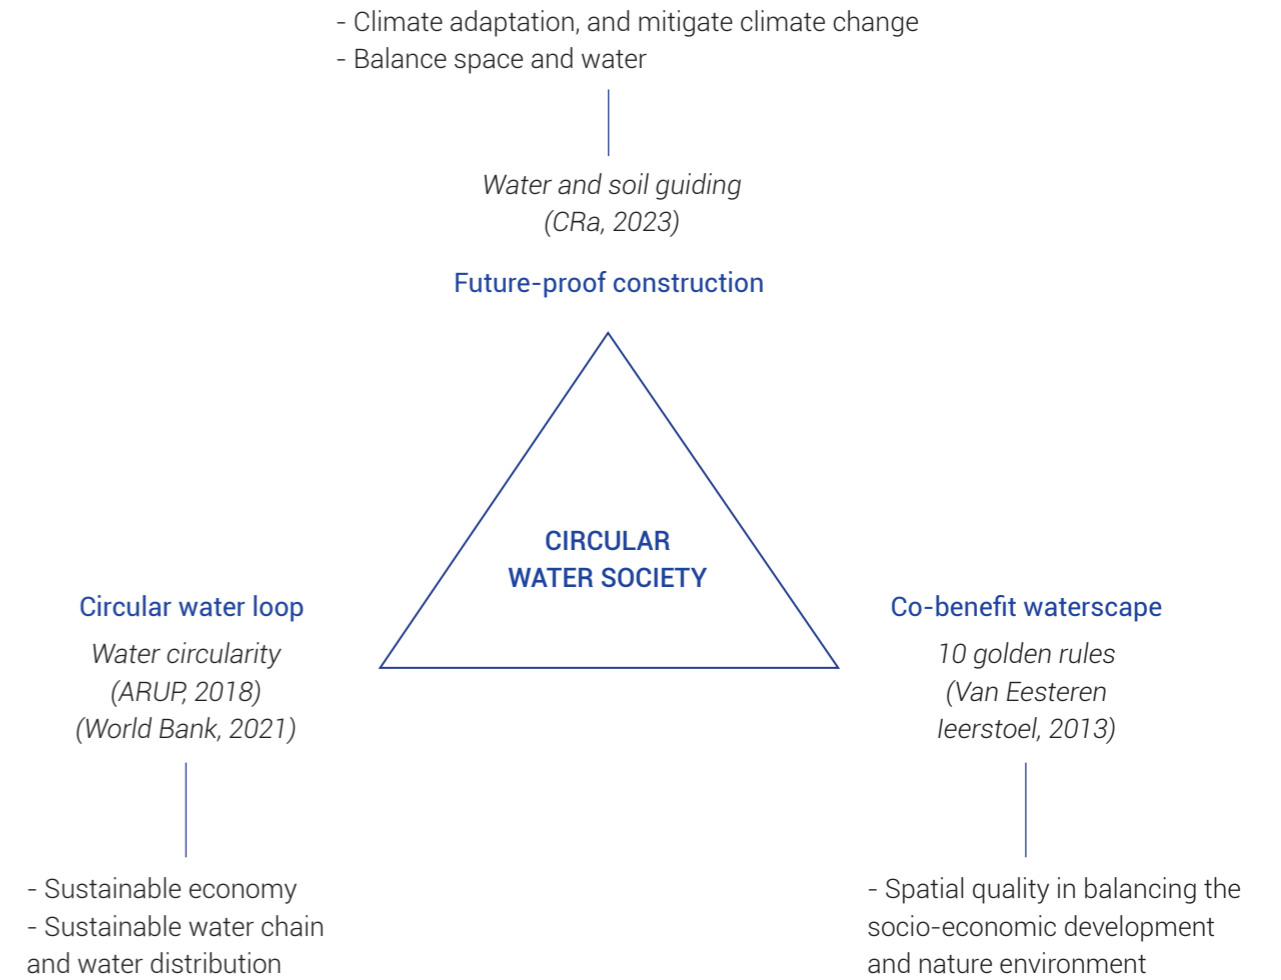 - Climate adaptation, and mitigate climate change
- Balance space and water
Water and soil guiding
(CRa, 2023)
Future-proof construction
CIRCULAR
WATER SOCIETY
Circular water loop
Water circularity
(ARUP, 2018)
(World Bank, 2021)
- Sustainable economy
- Sustainable water chain
and water distribution
Co-benefit waterscape
10 golden rules
(Van Eesteren
leerstoel, 2013)
- Spatial quality in balancing the
socio-economic development
and nature environment